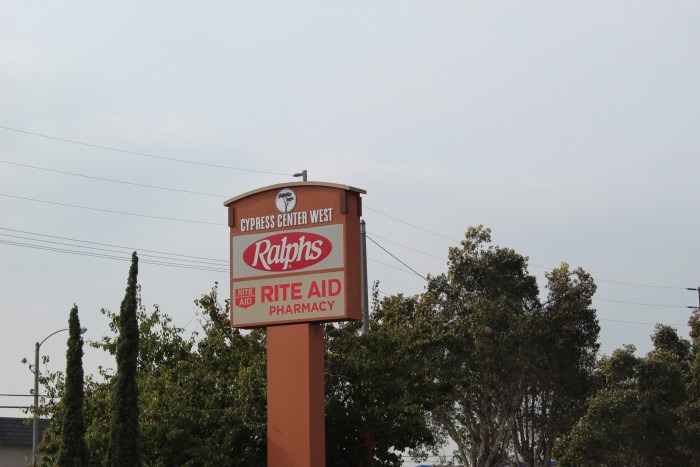 CYPRESS CENTER WEST
Ralphs
RITE AID
RITE AID
PHARMACY